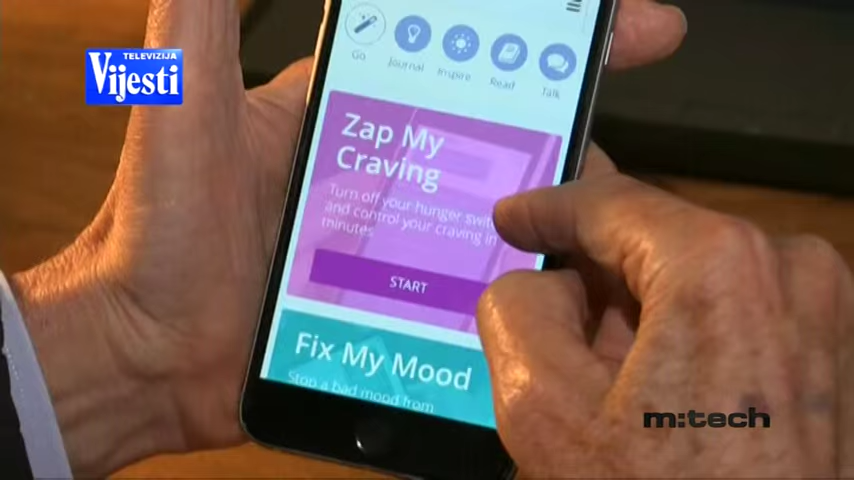 TELEVIZIJA
Vijesti
Go
Journal
Inspire
Read
Talk
Zap My
Craving
Turn off your hunger
and control your craving in
minutes
START
Fix My Mood
Stop a bad mood from
m:tech